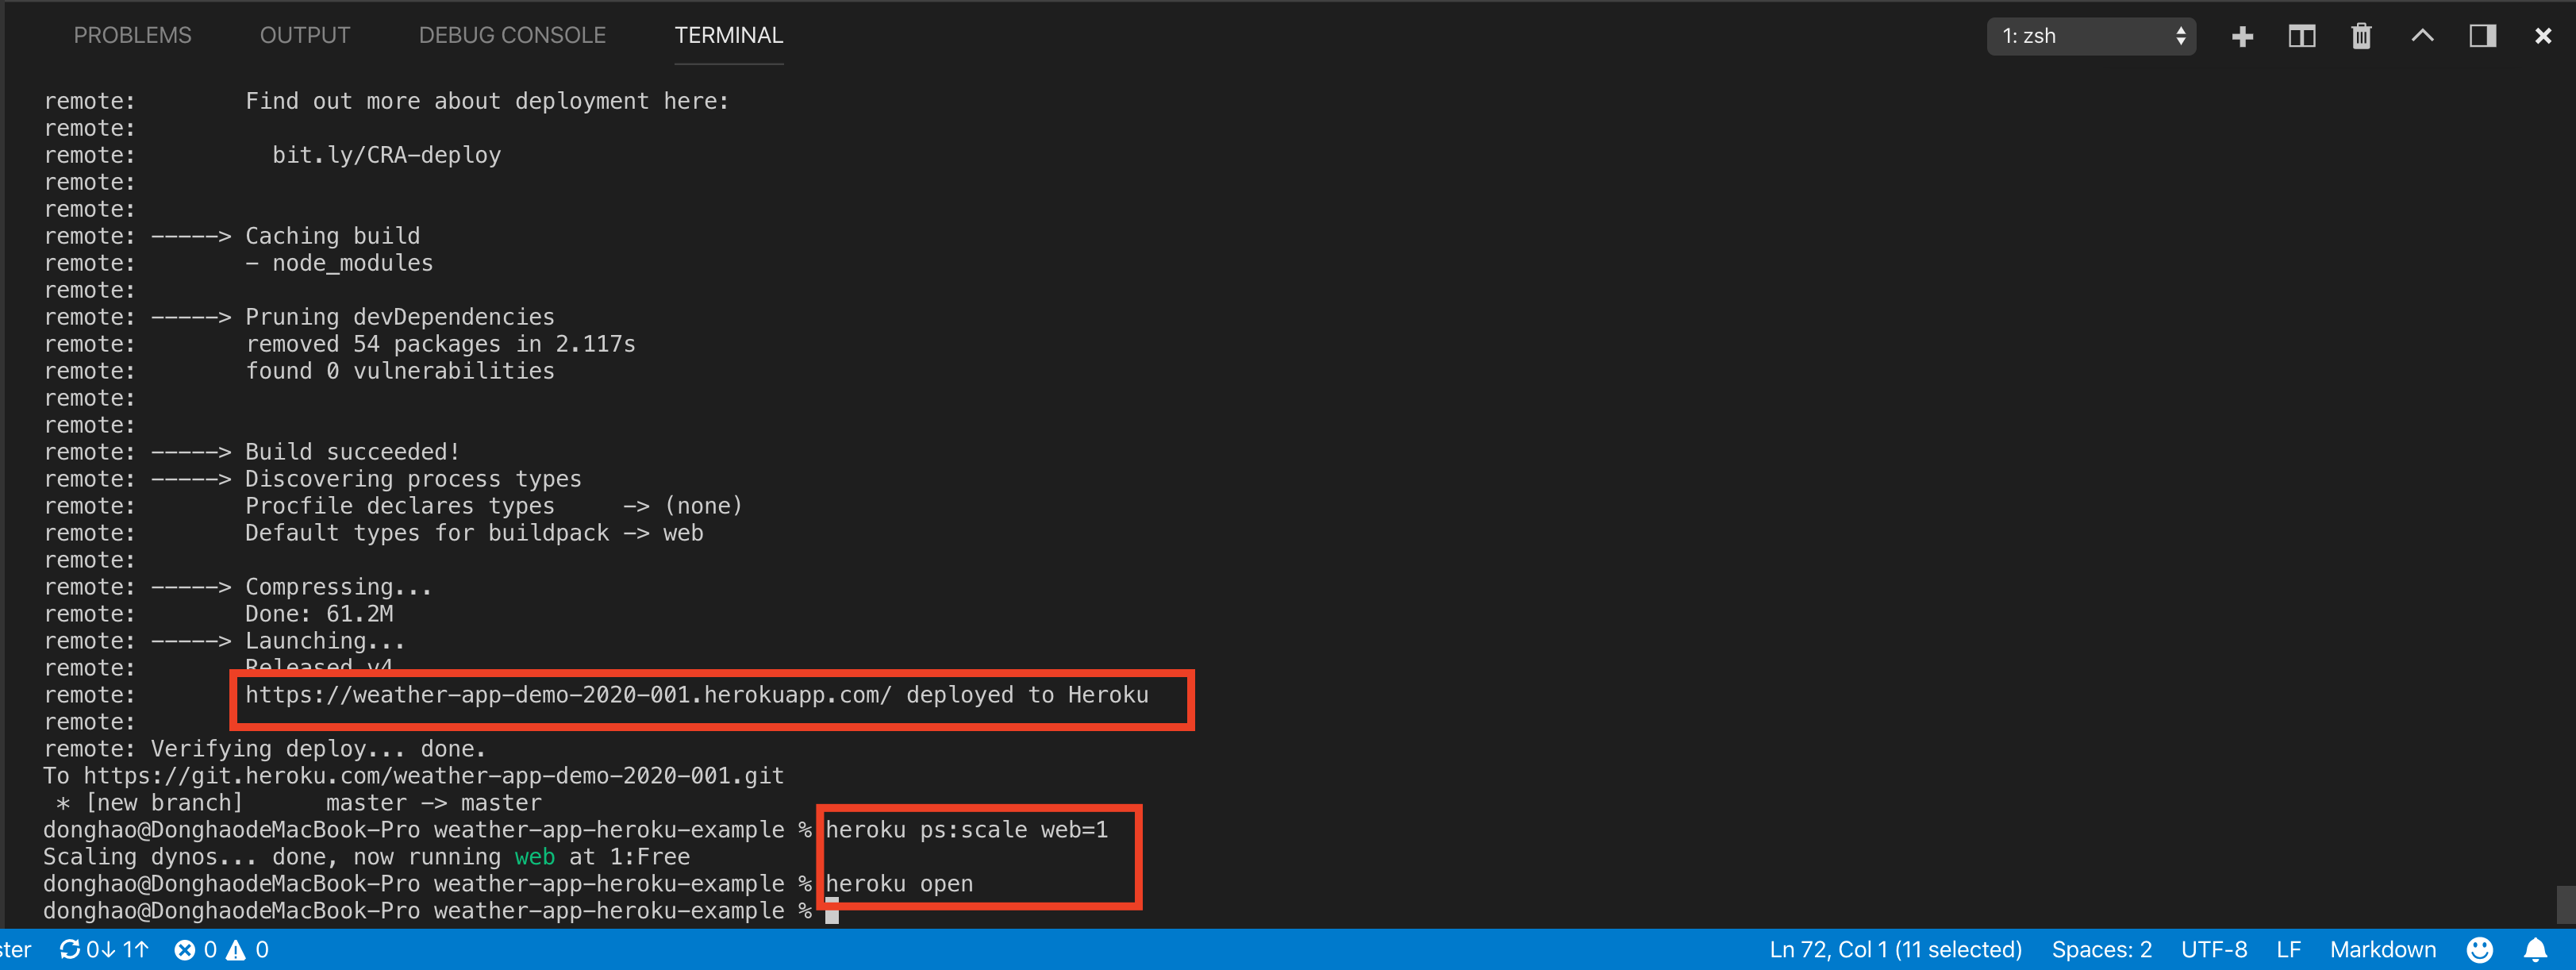 PROBLEMS OUTPUT DEBUG CONSOLE TERMINAL 1: zsh
remote:        Find out more about deployment here:
remote:
remote:          bit.ly/CRA-deploy
remote:
remote:
remote: -----> Caching build
remote:        - node_modules
remote:
remote: -----> Pruning devDependencies
remote:        removed 54 packages in 2.117s
remote:        found 0 vulnerabilities
remote:
remote:
remote: -----> Build succeeded!
remote: -----> Discovering process types
remote:        Procfile declares types     -> (none)
remote:        Default types for buildpack -> web
remote:
remote: -----> Compressing...
remote:        Done: 61.2M
remote: -----> Launching...
remote:        Released v4
remote:        https://weather-app-demo-2020-001.herokuapp.com/ deployed to Heroku
remote:
remote: Verifying deploy... done.
To https://git.heroku.com/weather-app-demo-2020-001.git
 * [new branch]      master -> master
donghao@DonghaodeMacBook-Pro weather-app-heroku-example % heroku ps:scale web=1
Scaling dynos... done, now running web at 1:Free
donghao@DonghaodeMacBook-Pro weather-app-heroku-example % heroku open
donghao@DonghaodeMacBook-Pro weather-app-heroku-example %
ster 0↓ 1↑ 0 0 Ln 72, Col 1 (11 selected) Spaces: 2 UTF-8 LF Markdown